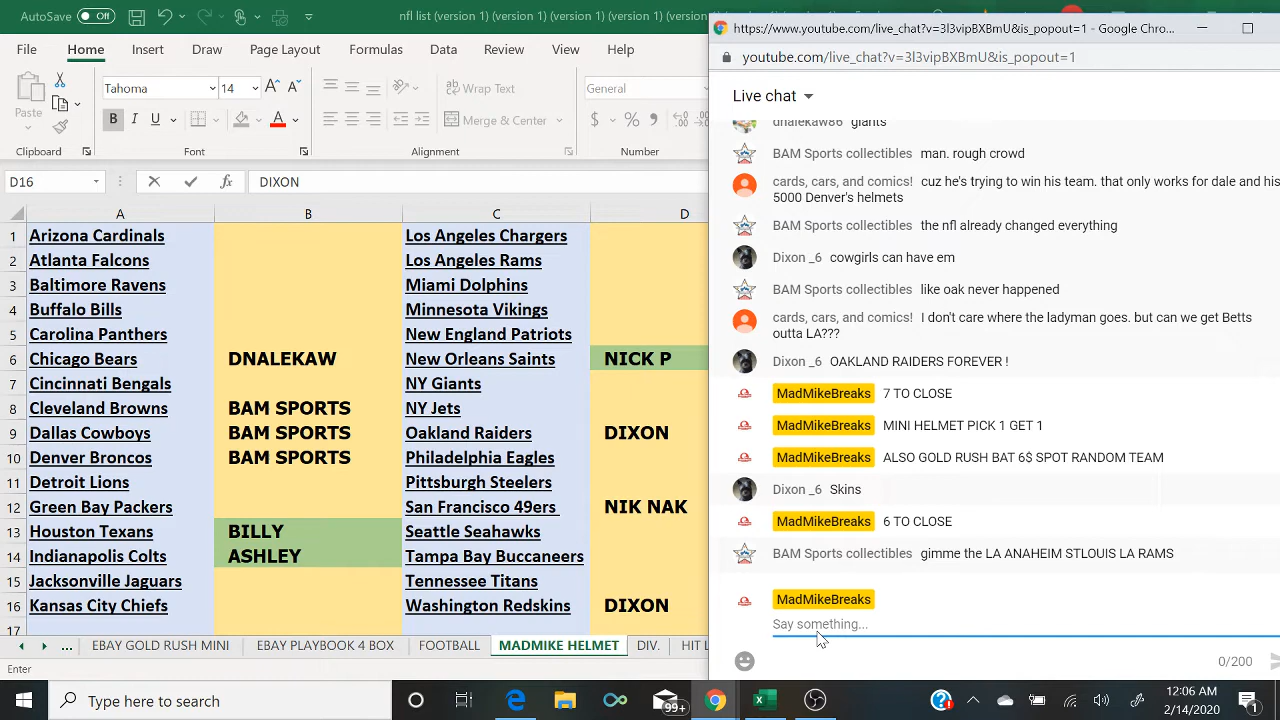 AutoSave Off
nfl list (version 1) (version 1) (version 1) (version 1) (version 1)
https://www.youtube.com/live_chat?v=3l3vipBXBmU&is_popout=1 - Google Chro...
File Home Insert Draw Page Layout Formulas Data Review View Help
youtube.com/live_chat?v=3l3vipBXBmU&is_popout=1
Paste
Tahoma 14
Wrap Text
General
B I U
Merge & Center
$ % ,
Clipboard Font Alignment Number
D16 DIXON
A B C D
1 Arizona Cardinals Los Angeles Chargers
2 Atlanta Falcons Los Angeles Rams
3 Baltimore Ravens Miami Dolphins
4 Buffalo Bills Minnesota Vikings
5 Carolina Panthers New England Patriots
6 Chicago Bears DNALEKAW New Orleans Saints NICK P
7 Cincinnati Bengals NY Giants
8 Cleveland Browns BAM SPORTS NY Jets
9 Dallas Cowboys BAM SPORTS Oakland Raiders DIXON
10 Denver Broncos BAM SPORTS Philadelphia Eagles
11 Detroit Lions Pittsburgh Steelers
12 Green Bay Packers San Francisco 49ers NIK NAK
13 Houston Texans BILLY Seattle Seahawks
14 Indianapolis Colts ASHLEY Tampa Bay Buccaneers
15 Jacksonville Jaguars Tennessee Titans
16 Kansas City Chiefs Washington Redskins DIXON
17
... EBAY GOLD RUSH MINI EBAY PLAYBOOK 4 BOX FOOTBALL MADMIKE HELMET DIV. HIT L
Enter
Live chat
dnalekaw86 giants
BAM Sports collectibles man. rough crowd
cards, cars, and comics! cuz he's trying to win his team. that only works for dale and his
5000 Denver's helmets
BAM Sports collectibles the nfl already changed everything
Dixon _6 cowgirls can have em
BAM Sports collectibles like oak never happened
cards, cars, and comics! I don't care where the ladyman goes. but can we get Betts
outta LA???
Dixon _6 OAKLAND RAIDERS FOREVER !
MadMikeBreaks 7 TO CLOSE
MadMikeBreaks MINI HELMET PICK 1 GET 1
MadMikeBreaks ALSO GOLD RUSH BAT 6$ SPOT RANDOM TEAM
Dixon _6 Skins
MadMikeBreaks 6 TO CLOSE
BAM Sports collectibles gimme the LA ANAHEIM STLOUIS LA RAMS
MadMikeBreaks
Say something...
0/200
Type here to search
99+
12:06 AM
2/14/2020
1